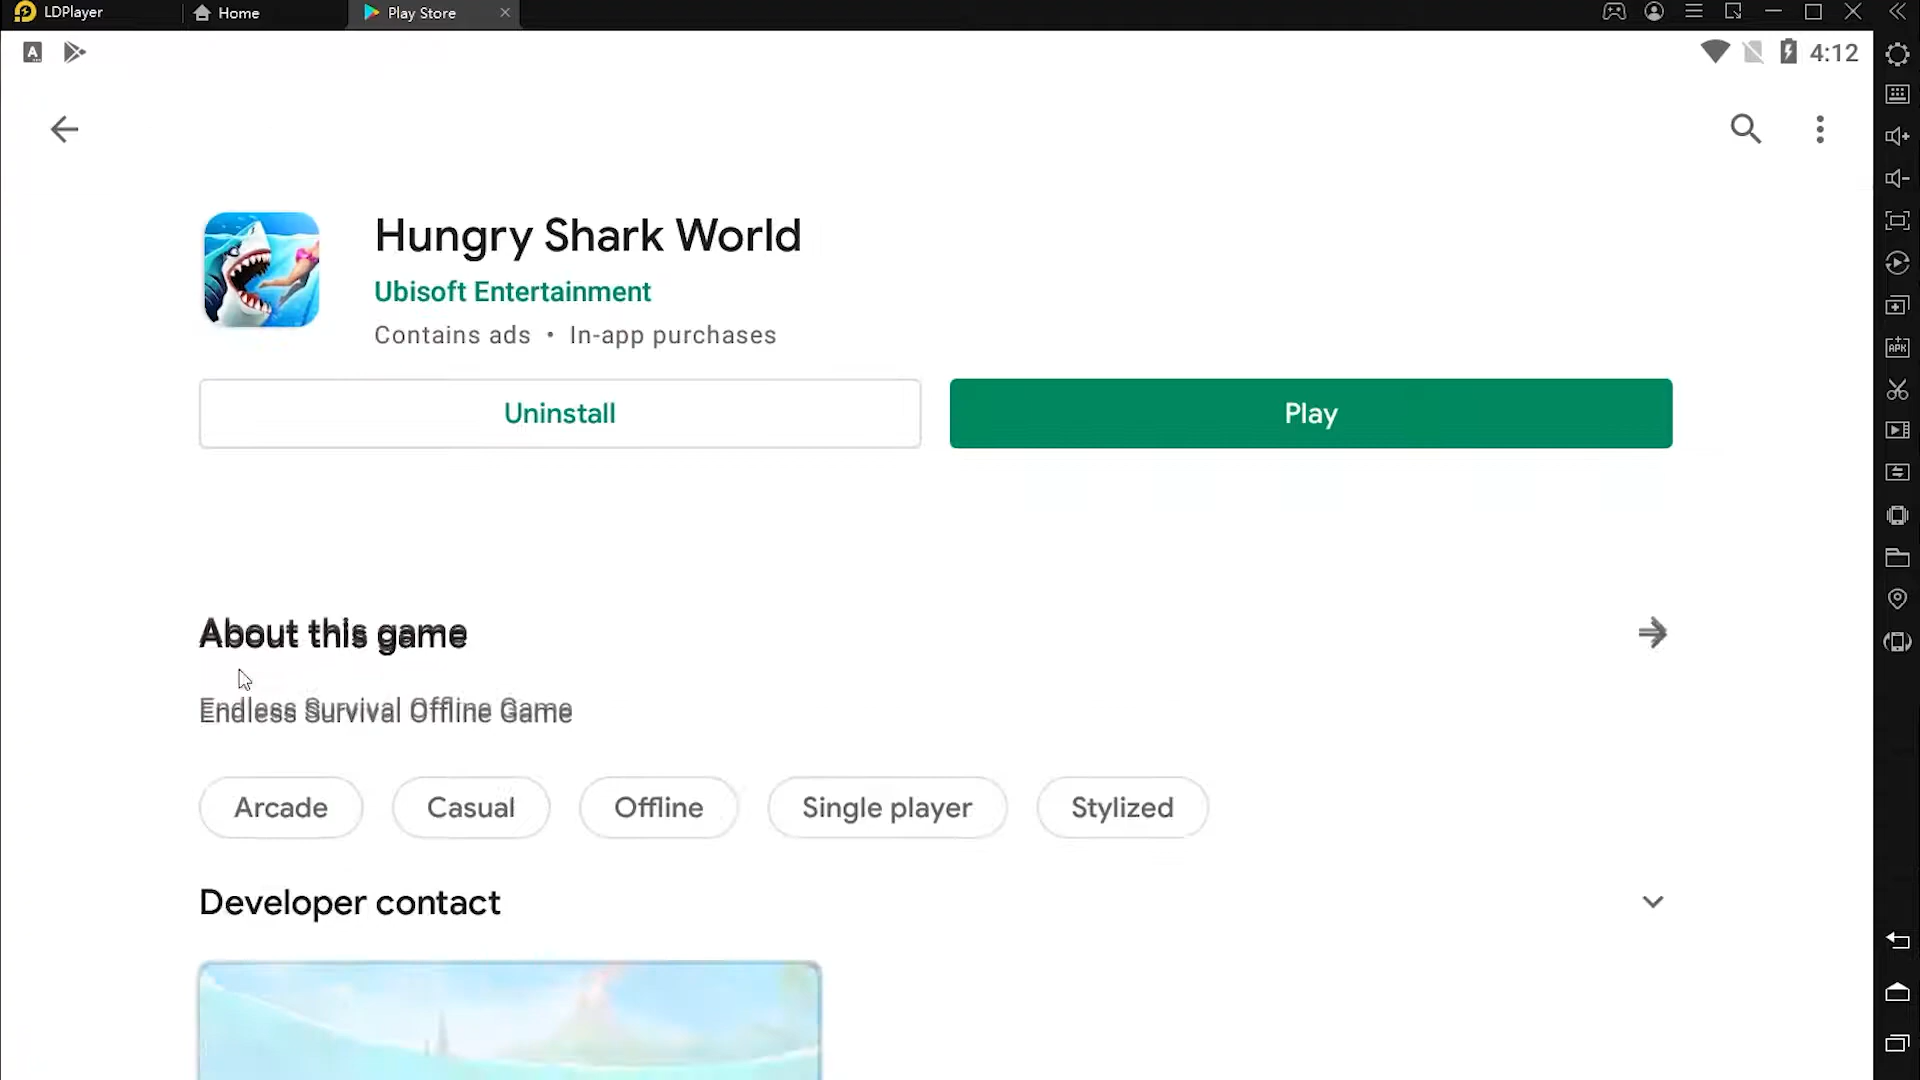 LDPlayer
Home
Play Store
A
4:12
Hungry Shark World
Ubisoft Entertainment
Contains ads • In-app purchases
Uninstall
Play
About this game
Endless Survival Offline Game
Arcade
Casual
Offline
Single player
Stylized
Developer contact
APK